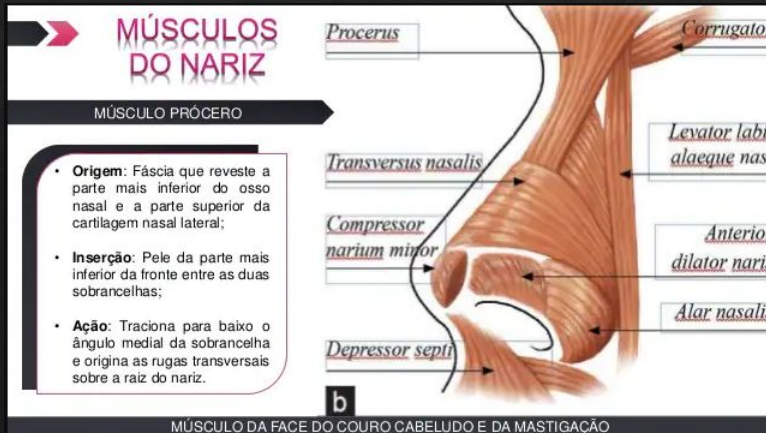 MÚSCULOS
DO NARIZ
MÚSCULO PRÓCERO
• Origem: Fáscia que reveste a
parte mais inferior do osso
nasal e a parte superior da
cartilagem nasal lateral;
• Inserção: Pele da parte mais
inferior da fronte entre as duas
sobrancelhas;
• Ação: Traciona para baixo o
ângulo medial da sobrancelha
e origina as rugas transversais
sobre a raiz do nariz.
Procerus
Corrugato
Transversus nasalis
Levator labi
alaeque nas
Compressor
narium minor
Anterio
dilator naris
Alar nasalis
Depressor septi
b
MÚSCULO DA FACE DO COURO CABELUDO E DA MASTIGAÇÃO